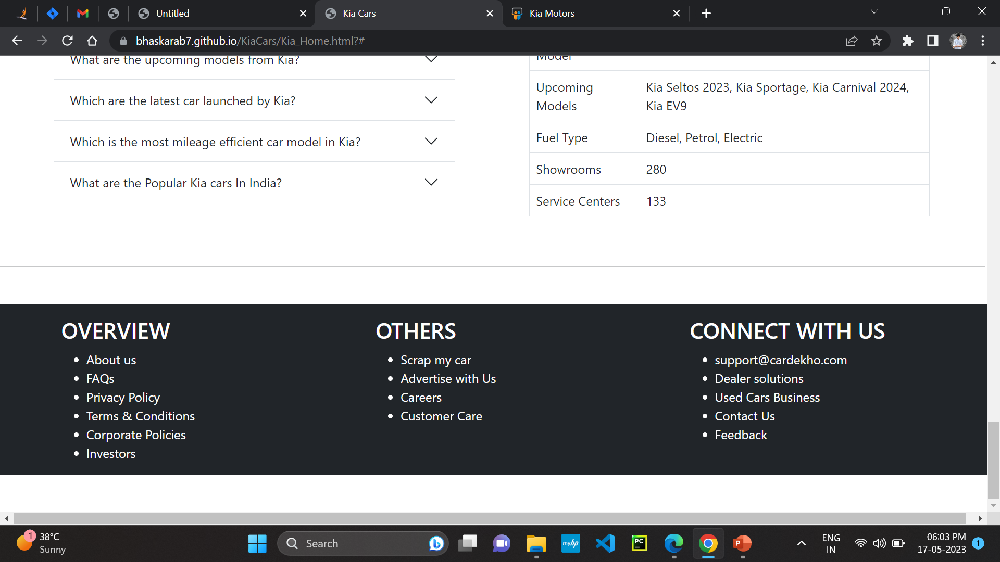 Untitled
Kia Cars
Kia Motors
bhaskarab7.github.io/KiaCars/Kia_Home.html?#
What are the upcoming models from Kia?
Which are the latest car launched by Kia?
Which is the most mileage efficient car model in Kia?
What are the Popular Kia cars In India?
Model
Upcoming Models
Kia Seltos 2023, Kia Sportage, Kia Carnival 2024,
Kia EV9
Fuel Type
Diesel, Petrol, Electric
Showrooms
280
Service Centers
133
OVERVIEW
About us
FAQs
Privacy Policy
Terms & Conditions
Corporate Policies
Investors
OTHERS
Scrap my car
Advertise with Us
Careers
Customer Care
CONNECT WITH US
support@cardekho.com
Dealer solutions
Used Cars Business
Contact Us
Feedback
1
38°C
Sunny
Search
myhp
PC
P
ENG
IN
06:03 PM
17-05-2023
1